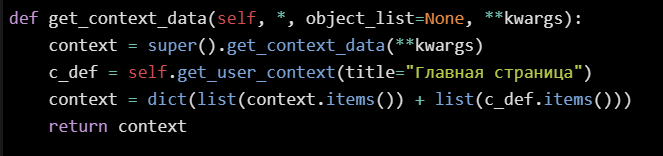 def get_context_data(self, *, object_list=None, **kwargs):
    context = super().get_context_data(**kwargs)
    c_def = self.get_user_context(title="Главная страница")
    context = dict(list(context.items()) + list(c_def.items()))
    return context